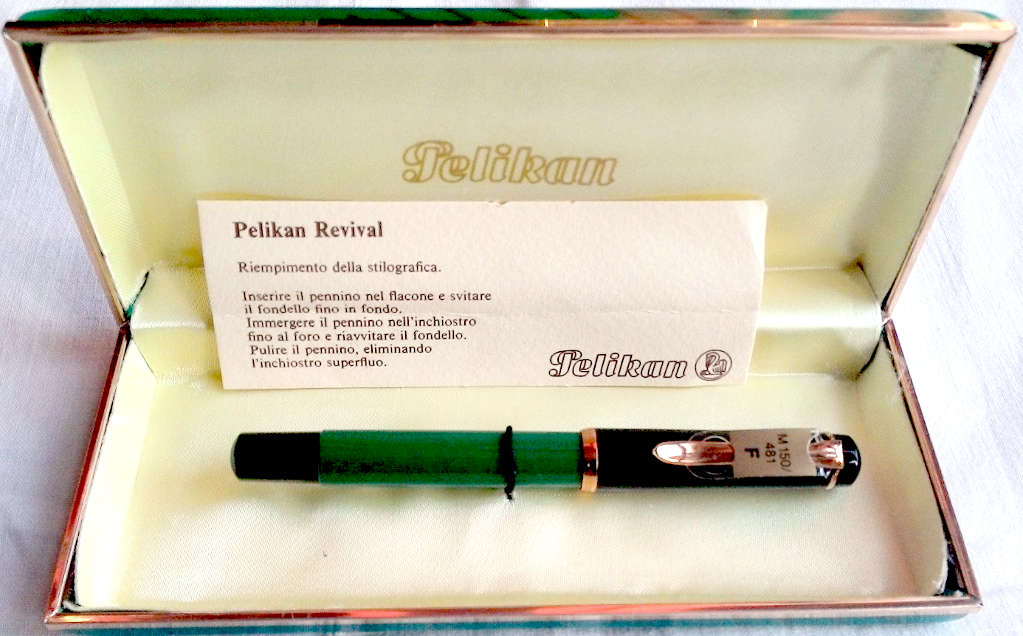 Pelikan
Pelikan Revival
Riempimento della stilografica.
Inserire il pennino nel flacone e svitare
il fondello fino in fondo.
Immergere il pennino nell'inchiostro
fino al foro e riavvitare il fondello.
Pulire il pennino, eliminando
l'inchiostro superfluo.
Pelikan
M 150/
481
F